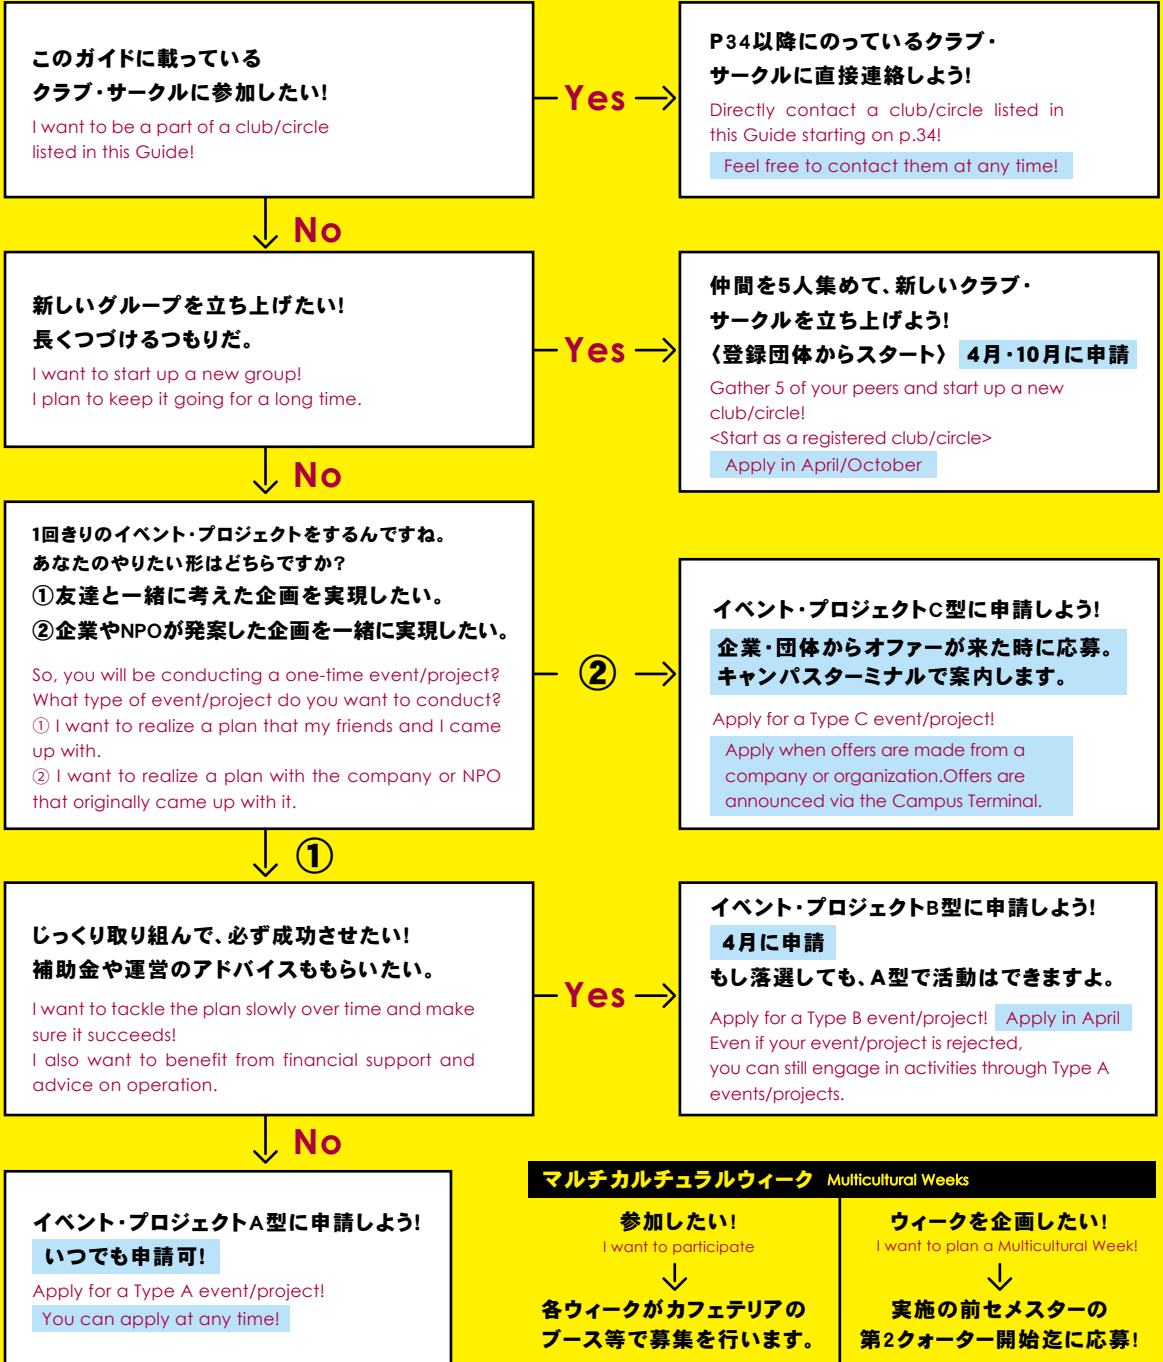 このガイドに載っている
クラブ・サークルに参加したい!
I want to be a part of a club/circle
listed in this Guide!
Yes
P34以降にのっているクラブ・
サークルに直接連絡しよう!
Directly contact a club/circle listed in
this Guide starting on p.34!
Feel free to contact them at any time!
No
新しいグループを立ち上げたい!
長くつづけるつもりだ。
I want to start up a new group!
I plan to keep it going for a long time.
Yes
仲間を5人集めて、新しいクラブ・
サークルを立ち上げよう!
〈登録団体からスタート〉 4月・10月に申請
Gather 5 of your peers and start up a new
club/circle!
<Start as a registered club/circle>
Apply in April/October
No
1回きりのイベント・プロジェクトをするんですね。
あなたのやりたい形はどちらですか?
①友達と一緒に考えた企画を実現したい。
②企業やNPOが発案した企画を一緒に実現したい。
So, you will be conducting a one-time event/project?
What type of event/project do you want to conduct?
① I want to realize a plan that my friends and I came
up with.
② I want to realize a plan with the company or NPO
that originally came up with it.
②
イベント・プロジェクトC型に申請しよう!
企業・団体からオファーが来た時に応募。
キャンパスターミナルで案内します。
Apply for a Type C event/project!
Apply when offers are made from a
company or organization.Offers are
announced via the Campus Terminal.
①
じっくり取り組んで、必ず成功させたい!
補助金や運営のアドバイスももらいたい。
I want to tackle the plan slowly over time and make
sure it succeeds!
I also want to benefit from financial support and
advice on operation.
Yes
イベント・プロジェクトB型に申請しよう!
4月に申請
もし落選しても、A型で活動はできますよ。
Apply for a Type B event/project! Apply in April
Even if your event/project is rejected,
you can still engage in activities through Type A
events/projects.
No
イベント・プロジェクトA型に申請しよう!
いつでも申請可!
Apply for a Type A event/project!
You can apply at any time!
マルチカルチュラルウィーク Multicultural Weeks
参加したい!
I want to participate
各ウィークがカフェテリアの
ブース等で募集を行います。
ウィークを企画したい!
I want to plan a Multicultural Week!
実施の前セメスターの
第2クォーター開始迄に応募!